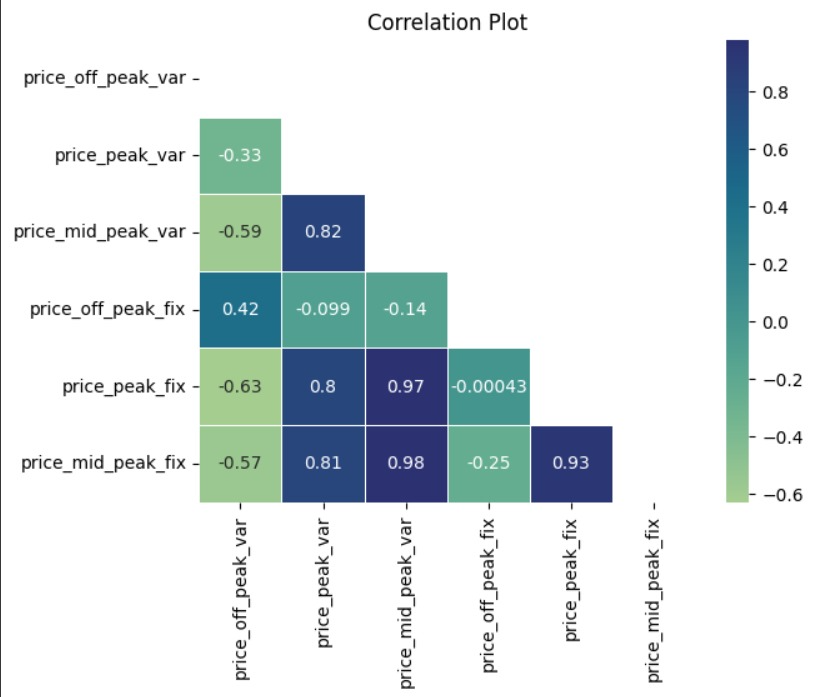 Correlation Plot
price_off_peak_var
price_peak_var -0.33
price_mid_peak_var -0.59 0.82
price_off_peak_fix 0.42 -0.099 -0.14
price_peak_fix -0.63 0.8 0.97 -0.00043
price_mid_peak_fix -0.57 0.81 0.98 -0.25 0.93
price_off_peak_var
price_peak_var
price_mid_peak_var
price_off_peak_fix
price_peak_fix
price_mid_peak_fix
0.8
0.6
0.4
0.2
0.0
−0.2
−0.4
−0.6